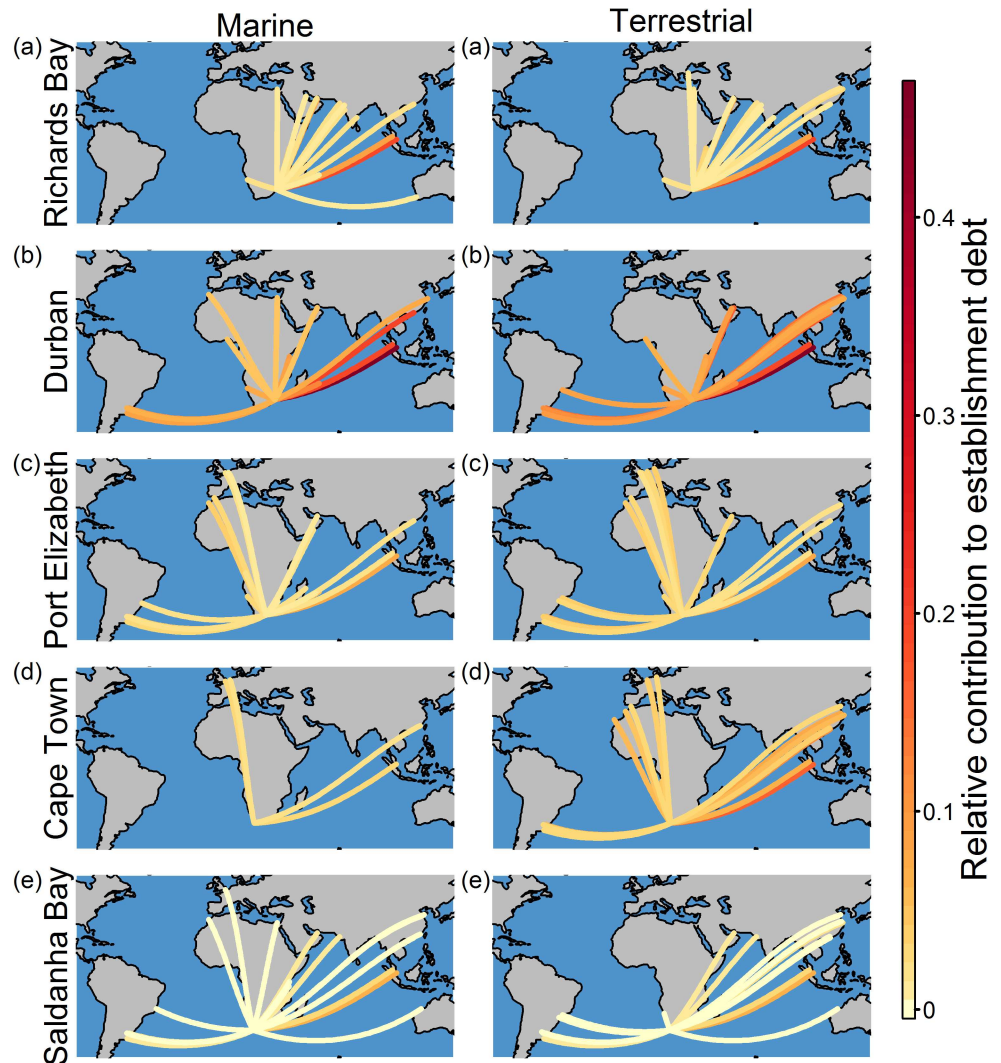 Marine
Terrestrial
(a)
(a)
Richards Bay
(b)
(b)
Durban
(c)
(c)
Port Elizabeth
(d)
(d)
Cape Town
(e)
(e)
Saldanha Bay
0.4
0.3
0.2
0.1
0
Relative contribution to establishment debt